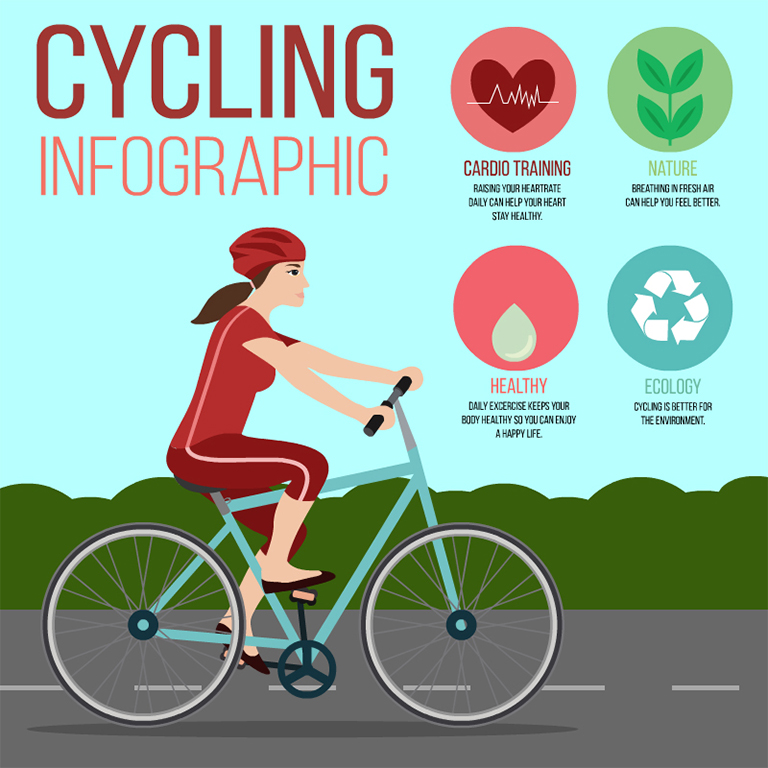 CYCLING
INFOGRAPHIC
CARDIO TRAINING
RAISING YOUR HEARTRATE
DAILY CAN HELP YOUR HEART
STAY HEALTHY.
NATURE
BREATHING IN FRESH AIR
CAN HELP YOU FEEL BETTER.
HEALTHY
DAILY EXCERCISE KEEPS YOUR
BODY HEALTHY SO YOU CAN ENJOY
A HAPPY LIFE.
ECOLOGY
CYCLING IS BETTER FOR
THE ENVIRONMENT.